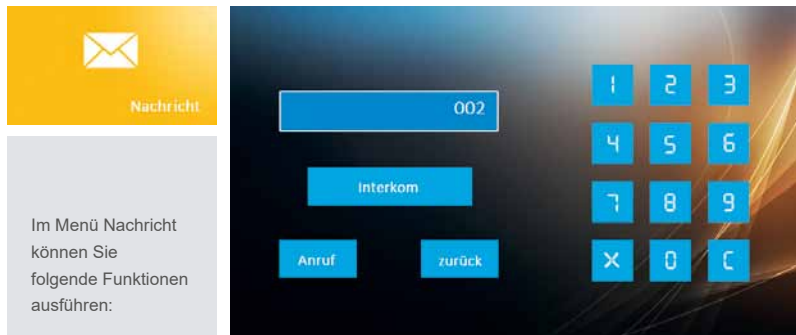 Nachricht
Im Menü Nachricht
können Sie
folgende Funktionen
ausführen:
002
Interkom
Anruf
zurück
1 2 3
4 5 6
7 8 9
X 0 C